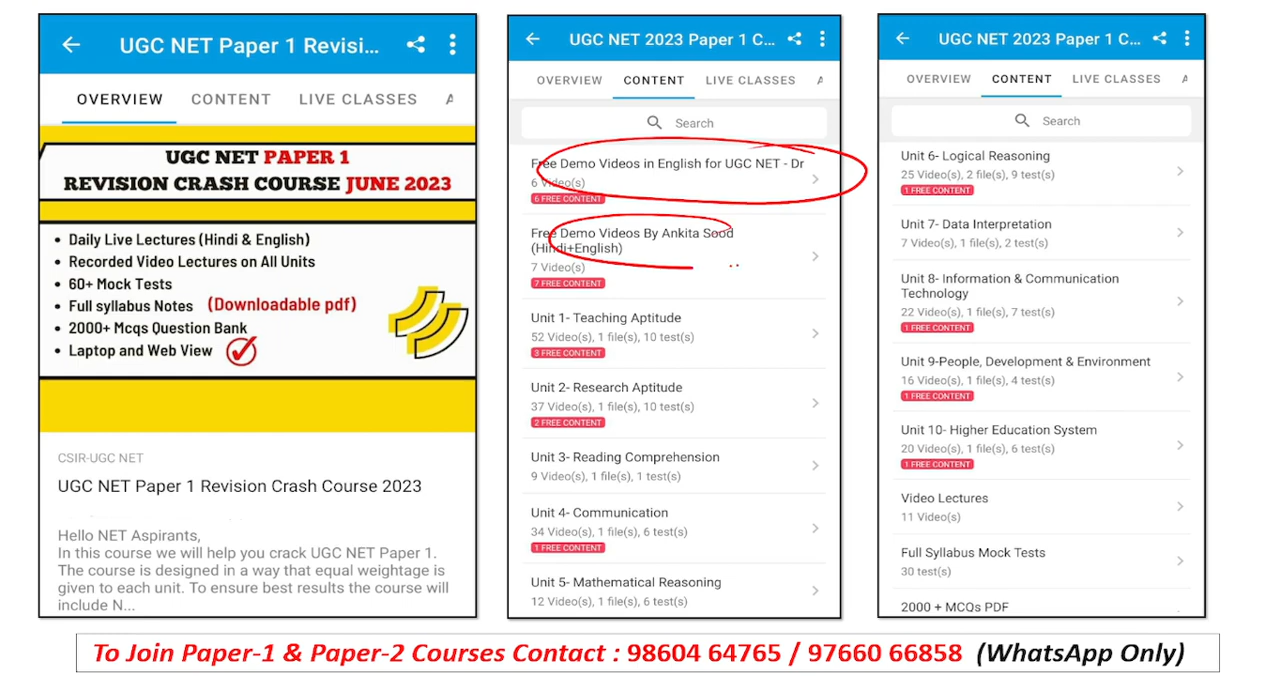 UGC NET Paper 1 Revisi...
OVERVIEW CONTENT LIVE CLASSES A
UGC NET PAPER 1
REVISION CRASH COURSE JUNE 2023
• Daily Live Lectures (Hindi & English)
• Recorded Video Lectures on All Units
• 60+ Mock Tests
• Full syllabus Notes (Downloadable pdf)
• 2000+ Mcqs Question Bank
• Laptop and Web View
CSIR-UGC NET
UGC NET Paper 1 Revision Crash Course 2023
Hello NET Aspirants,
In this course we will help you crack UGC NET Paper 1.
The course is designed in a way that equal weightage is
given to each unit. To ensure best results the course will
include N...
UGC NET 2023 Paper 1 C...
OVERVIEW CONTENT LIVE CLASSES A
Search
Free Demo Videos in English for UGC NET - Dr
6 Video(s)
6 FREE CONTENT
Free Demo Videos By Ankita Sood
(Hindi+English)
7 Video(s)
7 FREE CONTENT
Unit 1- Teaching Aptitude
52 Video(s), 1 file(s), 10 test(s)
3 FREE CONTENT
Unit 2- Research Aptitude
37 Video(s), 1 file(s), 10 test(s)
2 FREE CONTENT
Unit 3- Reading Comprehension
9 Video(s), 1 file(s), 1 test(s)
Unit 4- Communication
34 Video(s), 1 file(s), 6 test(s)
1 FREE CONTENT
Unit 5- Mathematical Reasoning
12 Video(s), 1 file(s), 6 test(s)
UGC NET 2023 Paper 1 C...
OVERVIEW CONTENT LIVE CLASSES A
Search
Unit 6- Logical Reasoning
25 Video(s), 2 file(s), 9 test(s)
1 FREE CONTENT
Unit 7- Data Interpretation
7 Video(s), 1 file(s), 2 test(s)
Unit 8- Information & Communication
Technology
22 Video(s), 1 file(s), 7 test(s)
1 FREE CONTENT
Unit 9-People, Development & Environment
16 Video(s), 1 file(s), 4 test(s)
1 FREE CONTENT
Unit 10- Higher Education System
20 Video(s), 1 file(s), 6 test(s)
1 FREE CONTENT
Video Lectures
11 Video(s)
Full Syllabus Mock Tests
30 test(s)
2000 + MCQs PDF
To Join Paper-1 & Paper-2 Courses Contact : 98604 64765 / 97660 66858 (WhatsApp Only)